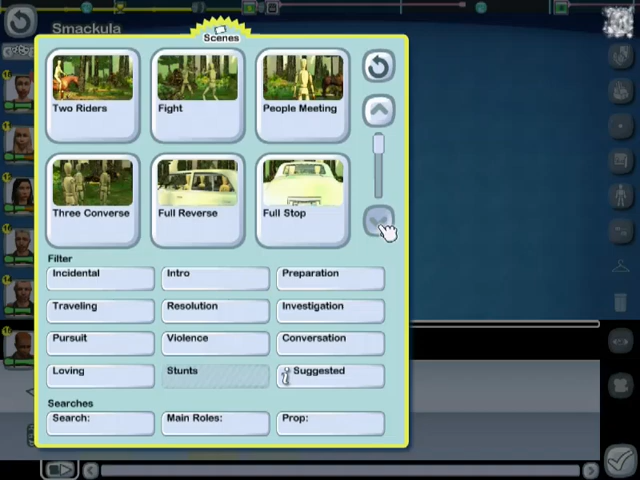 Smackula
Scenes
Two Riders
Fight
People Meeting
Three Converse
Full Reverse
Full Stop
Filter
Incidental
Intro
Preparation
Traveling
Resolution
Investigation
Pursuit
Violence
Conversation
Loving
Stunts
Suggested
Searches
Search:
Main Roles:
Prop: